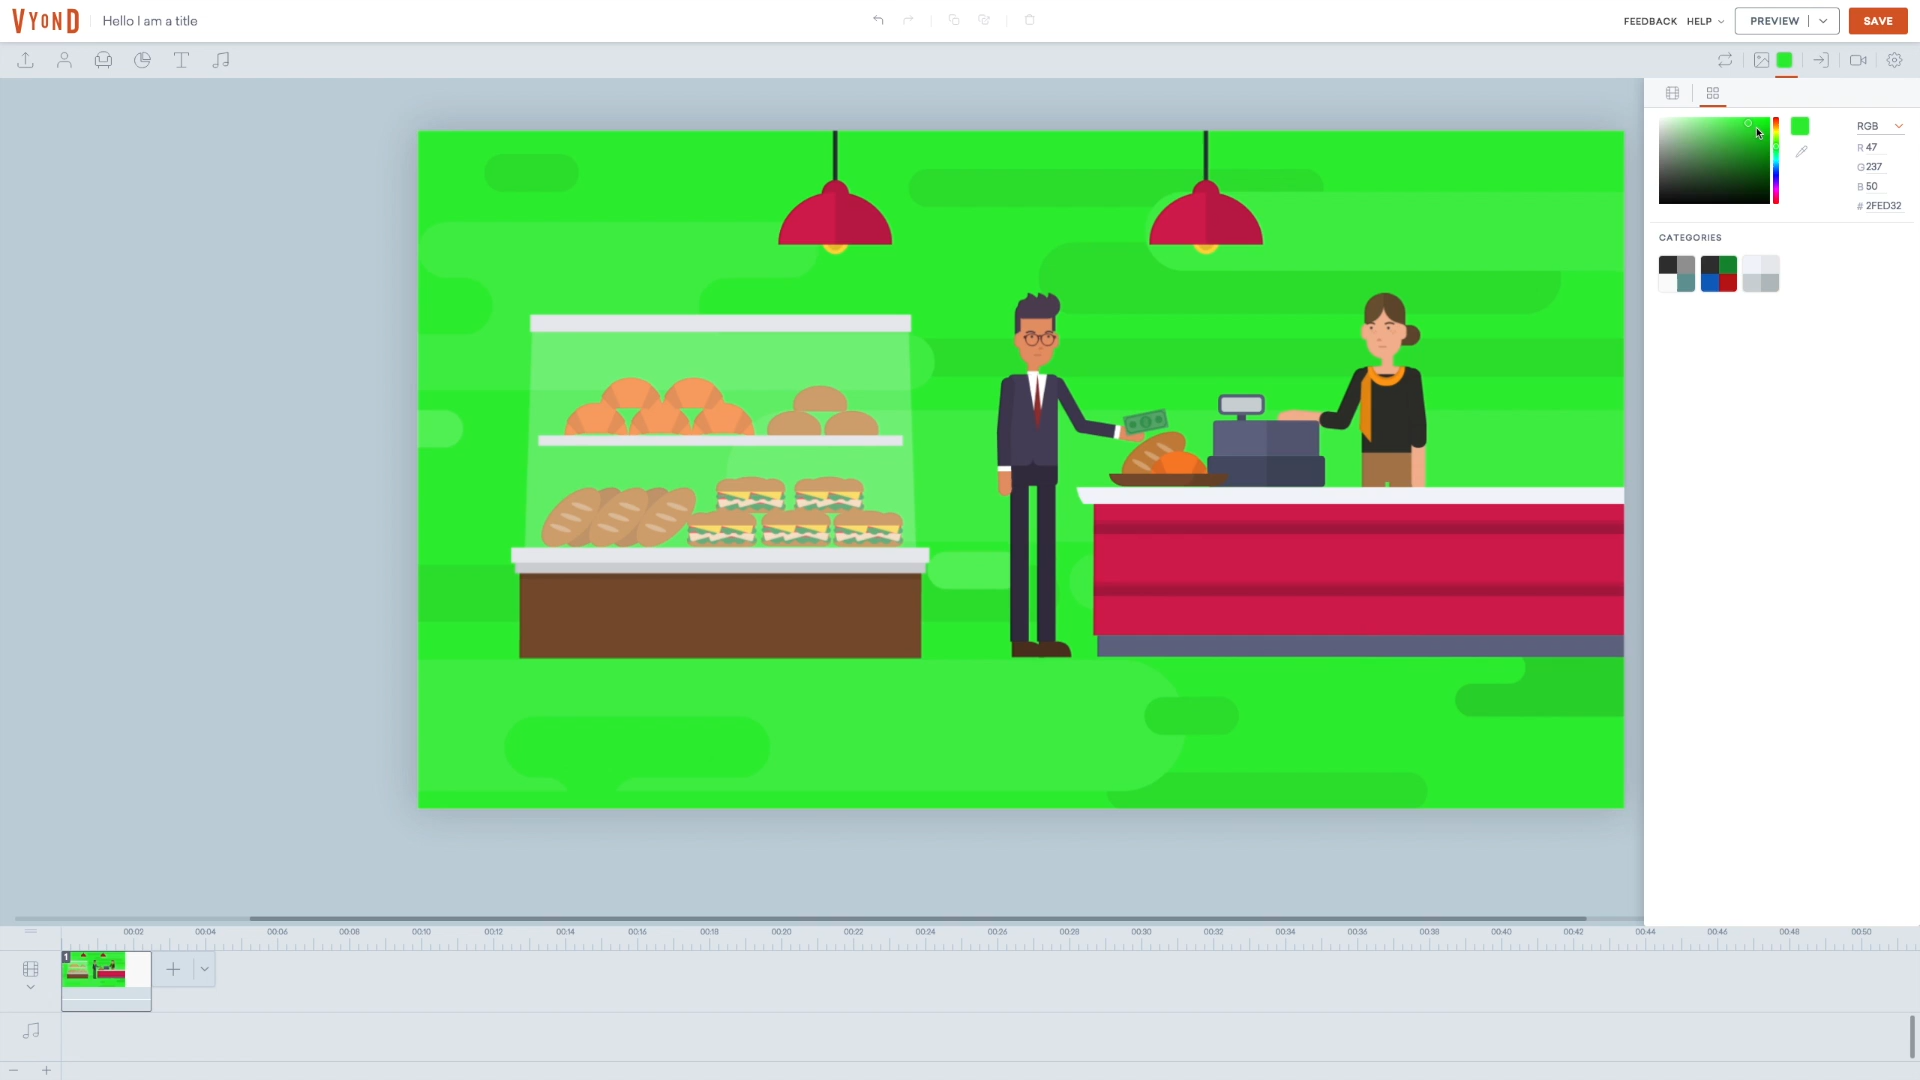 VYOND
Hello I am a title
FEEDBACK HELP
PREVIEW
SAVE
RGB
R 47
G 237
B 50
# 2FED32
CATEGORIES
00:02 00:04 00:06 00:08 00:10 00:12 00:14 00:16 00:18 00:20 00:22 00:24 00:26 00:28 00:30 00:32 00:34 00:36 00:38 00:40 00:42 00:44 00:46 00:48 00:50
1